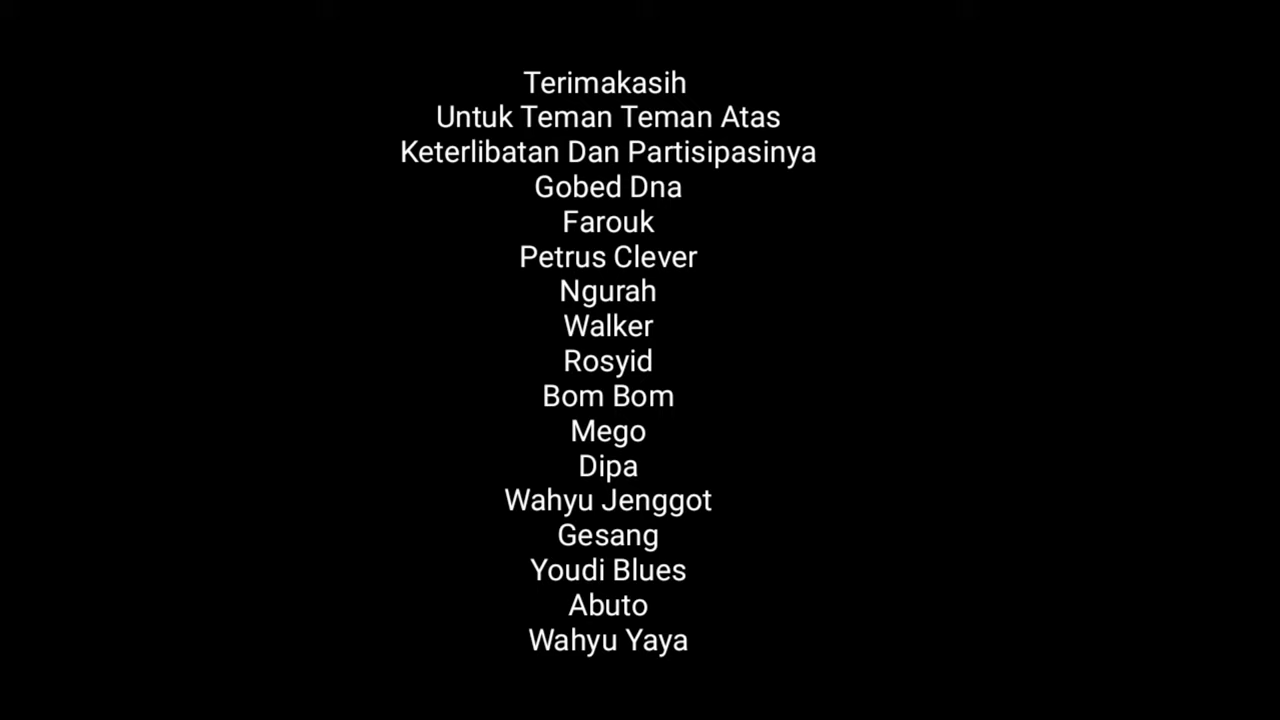 Terimakasih
Untuk Teman Teman Atas
Keterlibatan Dan Partisipasinya
Gobed Dna
Farouk
Petrus Clever
Ngurah
Walker
Rosyid
Bom Bom
Mego
Dipa
Wahyu Jenggot
Gesang
Youdi Blues
Abuto
Wahyu Yaya